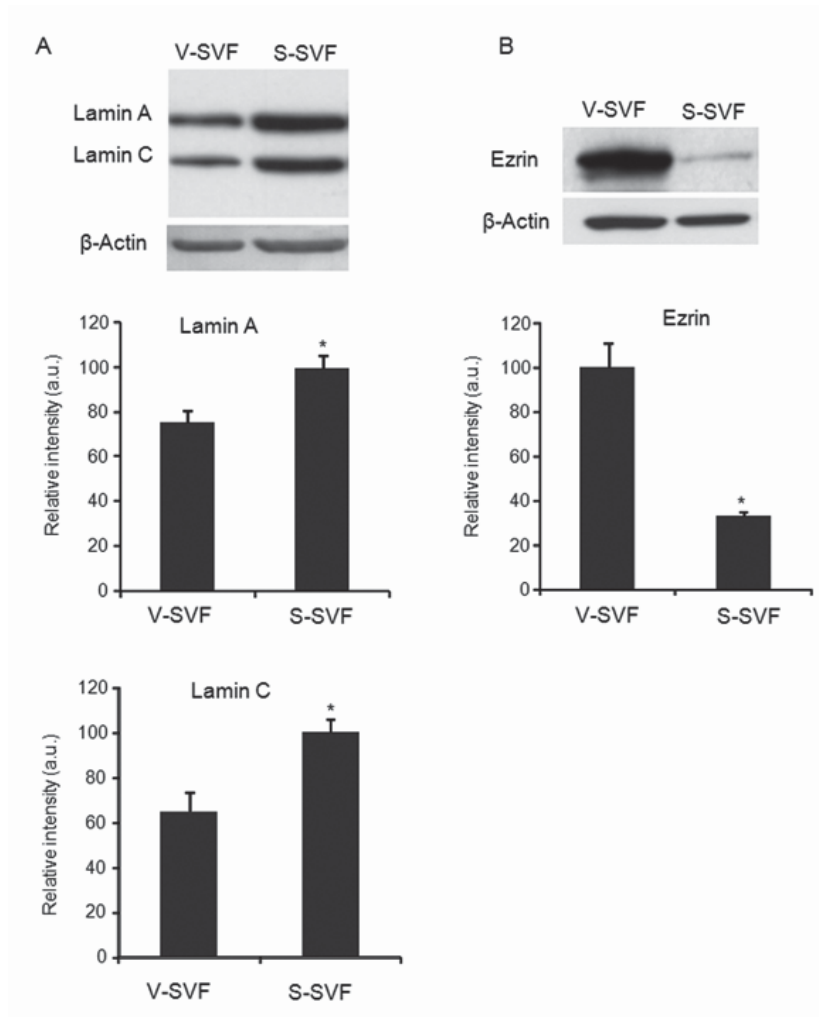 A
V-SVF S-SVF
Lamin A
Lamin C
β-Actin
B
V-SVF S-SVF
Ezrin
β-Actin
Lamin A
Relative intensity (a.u.)
120
100
80
60
40
20
0
*
V-SVF S-SVF
Ezrin
Relative intensity (a.u.)
120
100
80
60
40
20
0
*
V-SVF S-SVF
Lamin C
Relative intensity (a.u.)
120
100
80
60
40
20
0
*
V-SVF S-SVF